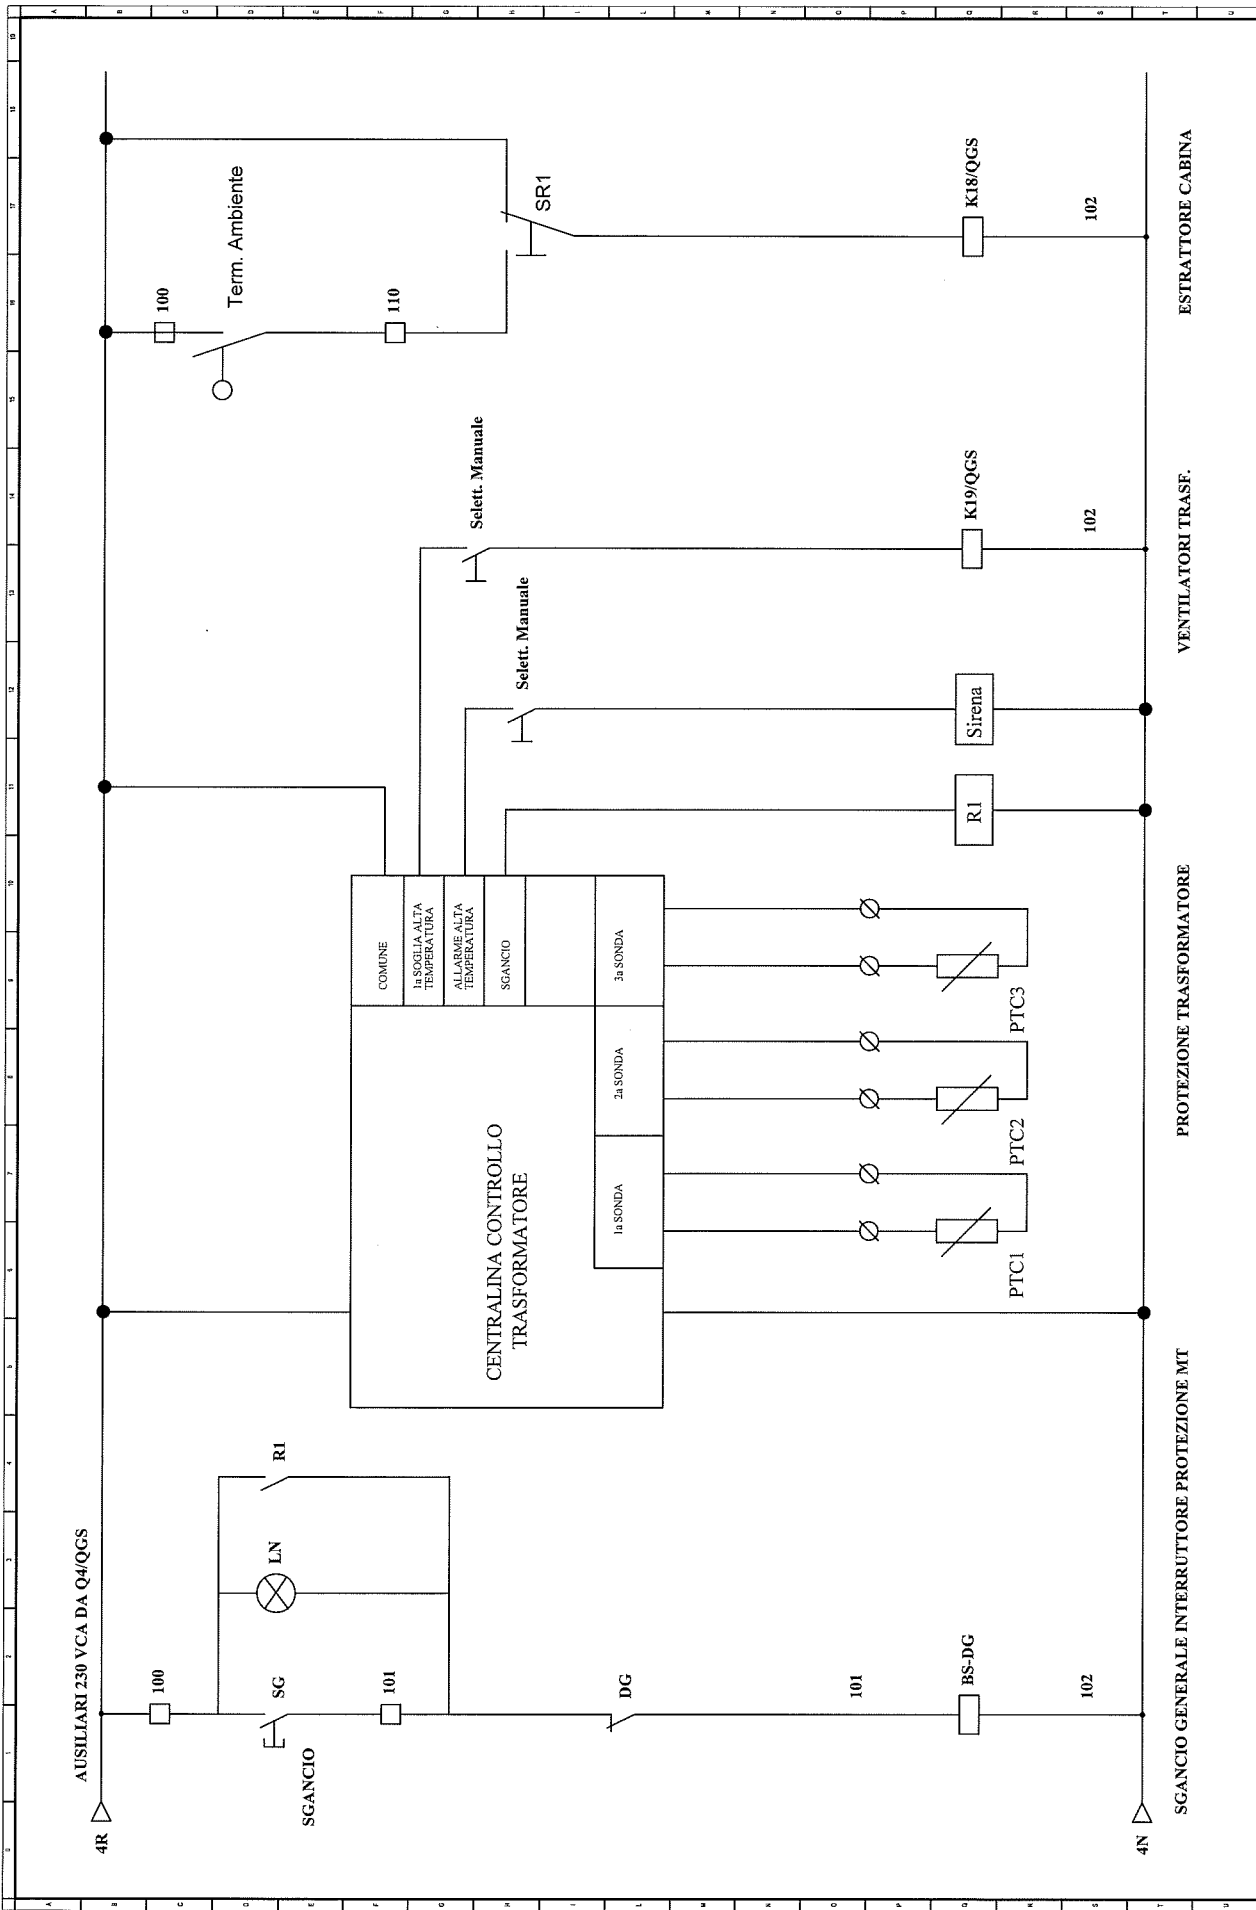 AUSILIARI 230 VCA DA Q4/QGS
4R
100
SG
SGANCIO
101
LN
R1
DG
101
BS-DG
102
4N
SGANCIO GENERALE INTERRUTTORE PROTEZIONE MT
CENTRALINA CONTROLLO
TRASFORMATORE
COMUNE
1a SOGLIA ALTA
TEMPERATURA
ALLARME ALTA
TEMPERATURA
SGANCIO
1a SONDA
2a SONDA
3a SONDA
PTC1
PTC2
PTC3
R1
Sirena
PROTEZIONE TRASFORMATORE
Selett. Manuale
Selett. Manuale
K19/QGS
102
VENTILATORI TRASF.
100
Term. Ambiente
110
SR1
K18/QGS
102
ESTRATTORE CABINA